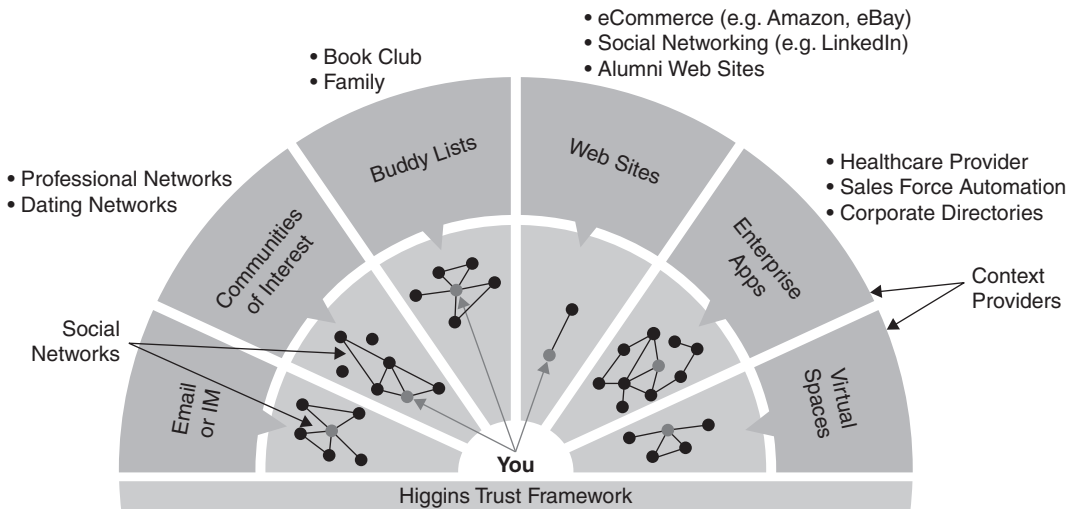 • eCommerce (e.g. Amazon, eBay)
• Social Networking (e.g. LinkedIn)
• Alumni Web Sites
• Book Club
• Family
Buddy Lists
Web Sites
• Professional Networks
• Dating Networks
• Healthcare Provider
• Sales Force Automation
• Corporate Directories
Communities
of Interest
Enterprise
Apps
Context
Providers
Social
Networks
Email
or IM
Virtual
Spaces
You
Higgins Trust Framework